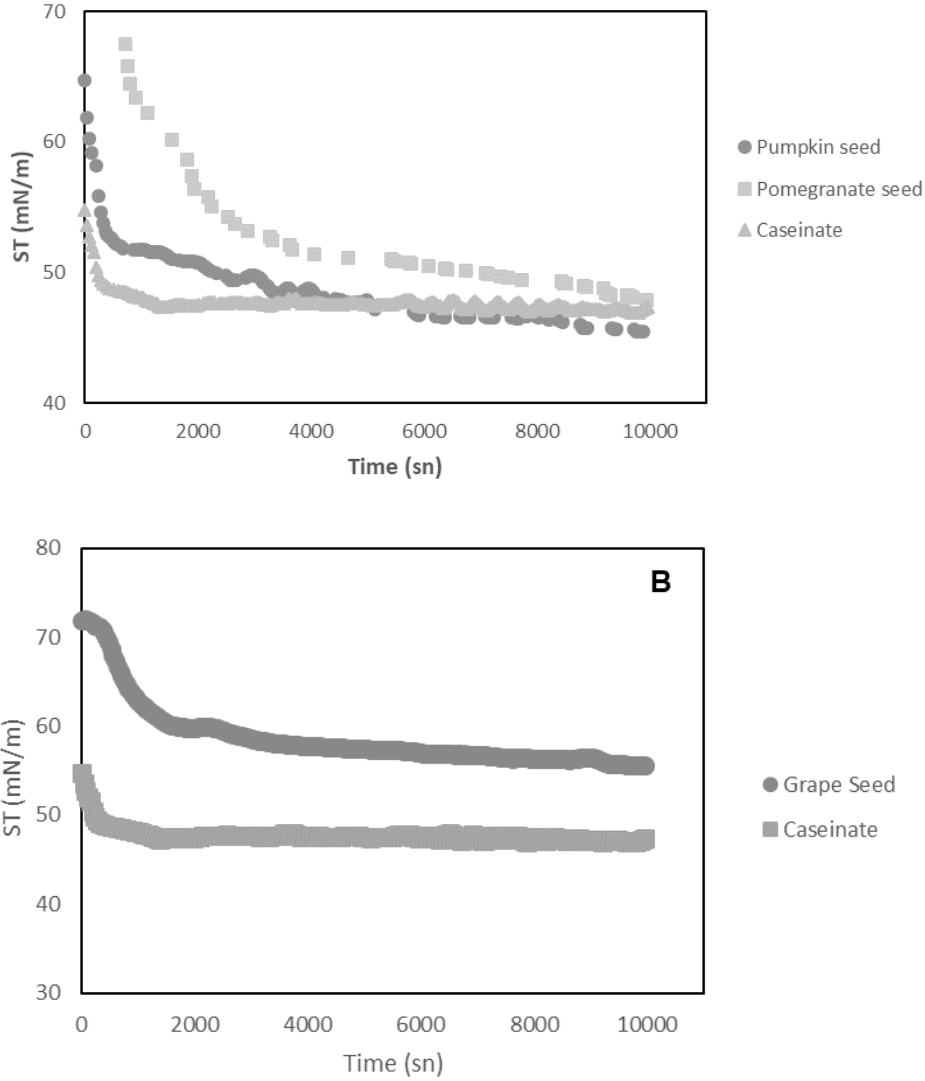 70
60
50
40
ST (mN/m)
0 2000 4000 6000 8000 10000
Time (sn)
Pumpkin seed
Pomegranate seed
Caseinate
80
70
60
50
40
30
ST (mN/m)
B
0 2000 4000 6000 8000 10000
Time (sn)
Grape Seed
Caseinate